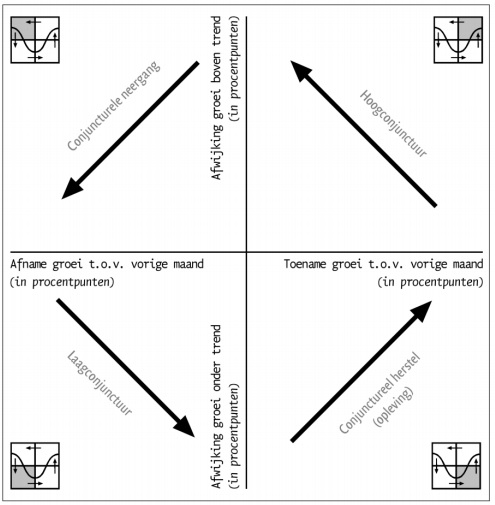 Conjuncturele neergang
Afwijking groei boven trend
(in procentpunten)
Hoogconjunctuur
Afname groei t.o.v. vorige maand
(in procentpunten)
Toename groei t.o.v. vorige maand
(in procentpunten)
Laagconjunctuur
Afwijking groei onder trend
(in procentpunten)
Conjunctureel herstel
(opleving)